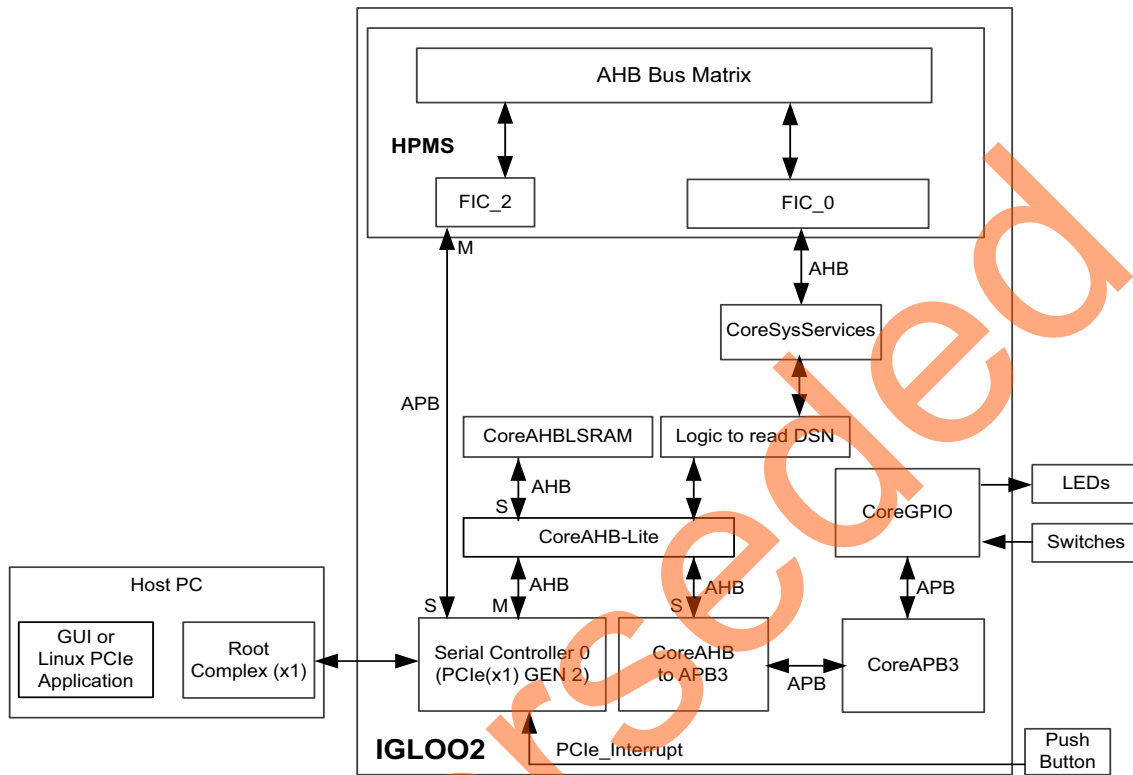 AHB Bus Matrix
HPMS
FIC_2
FIC_0
M
AHB
CoreSysServices
APB
CoreAHBLSRAM
Logic to read DSN
AHB
S
CoreGPIO
LEDs
Switches
CoreAHB-Lite
AHB
AHB
APB
S
M
S
Host PC
GUI or
Linux PCIe
Application
Root
Complex (x1)
Serial Controller 0
(PCIe(x1) GEN 2)
CoreAHB
to APB3
APB
CoreAPB3
IGLOO2
PCIe_Interrupt
Push
Button
erseded